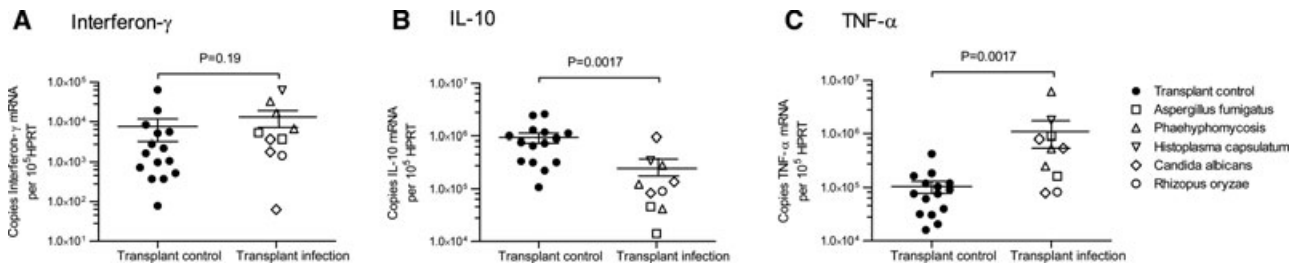 A Interferon-γ
P=0.19
Copies Interferon-γ mRNA
per 10⁵HPRT
1.0×10⁵
1.0×10⁴
1.0×10³
1.0×10²
1.0×10¹
Transplant control Transplant infection
B IL-10
P=0.0017
Copies IL-10 mRNA
per 10⁵ HPRT
1.0×10⁷
1.0×10⁶
1.0×10⁵
1.0×10⁴
Transplant control Transplant infection
C TNF-α
P=0.0017
Copies TNF-α mRNA
per 10⁵ HPRT
1.0×10⁷
1.0×10⁶
1.0×10⁵
1.0×10⁴
Transplant control Transplant infection
Transplant control
Aspergillus fumigatus
Phaehyphomycosis
Histoplasma capsulatum
Candida albicans
Rhizopus oryzae